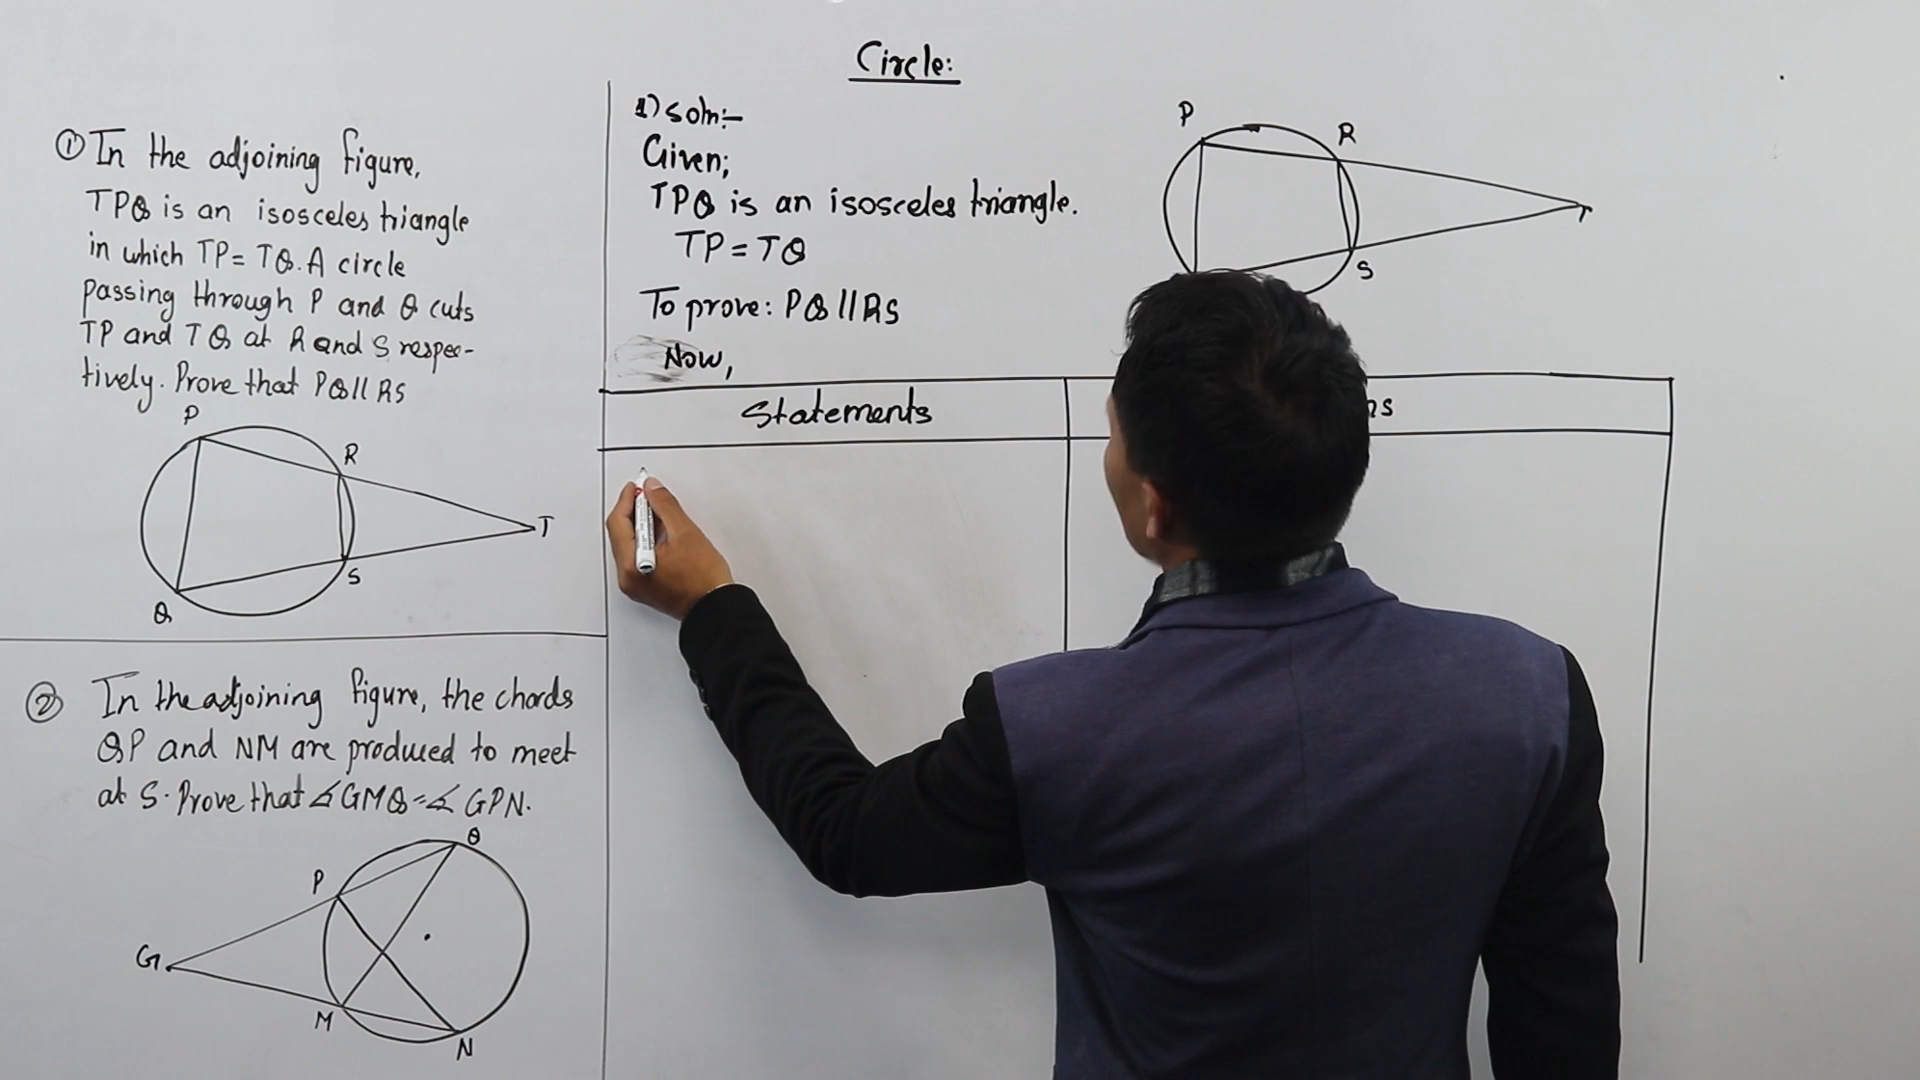 Circle:
① In the adjoining figure,
TPQ is an isosceles triangle
in which TP = TQ. A circle
passing through P and Q cuts
TP and TQ at R and S respec-
tively. Prove that PQ // RS
P
R
T
S
Q
② In the adjoining figure, the chords
QP and NM are produced to meet
at S. Prove that ∡ GMQ = ∡ GPN.
Q
P
G
M
N
1) soln:-
Given;
TPQ is an isosceles triangle.
TP = TQ
To prove: PQ // RS
Now,
P
R
T
S
Statements